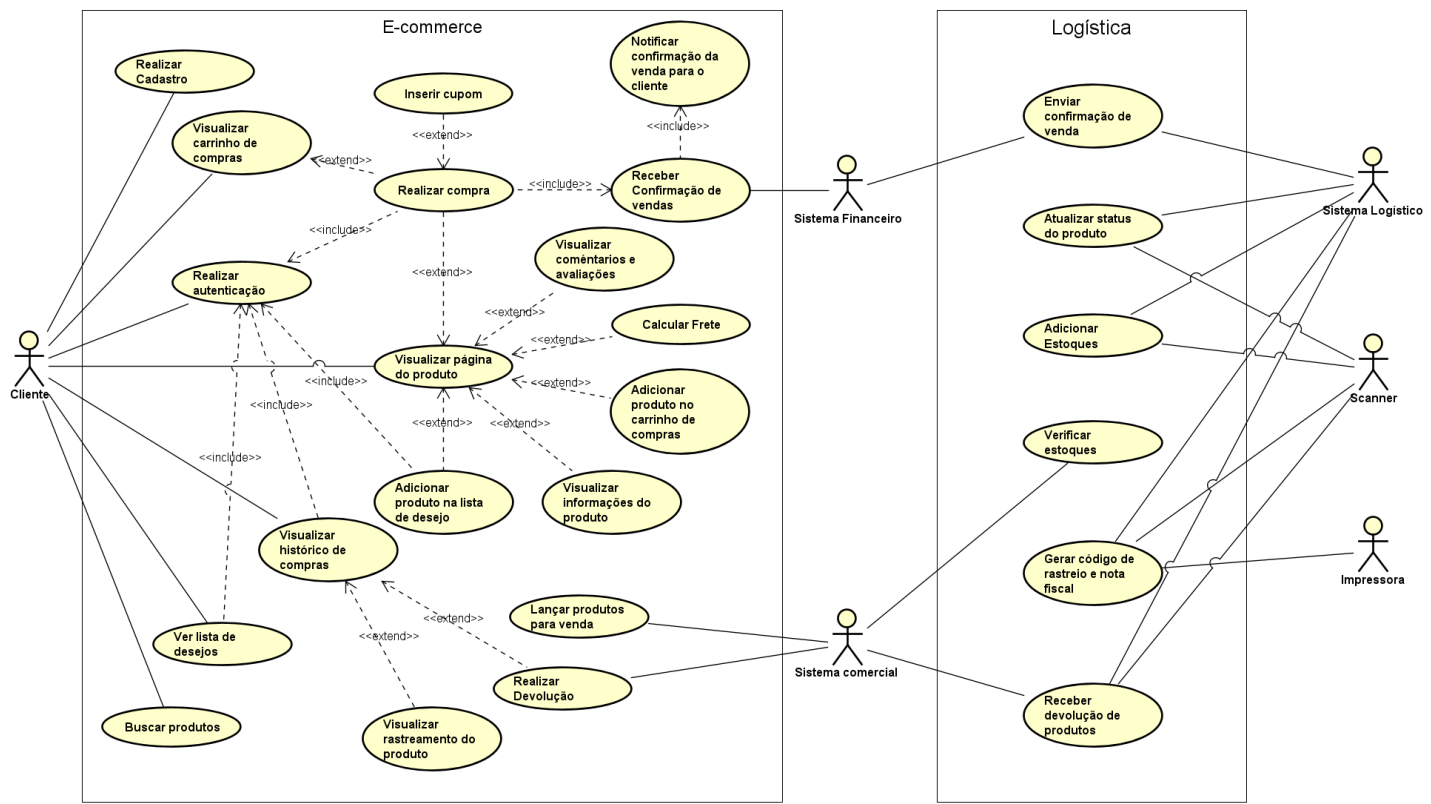 E-commerce
Logística
Realizar
Cadastro
Inserir cupom
Notificar
confirmação da
venda para o
cliente
Enviar
confirmação de
venda
Visualizar
carrinho de
compras
<<extend>>
<<extend>>
<<include>>
Realizar compra
<<include>>
Receber
Confirmação de
vendas
Sistema Financeiro
Sistema Logistico
Atualizar status
do produto
<<include>>
Realizar
autenticação
<<extend>>
Visualizar
coméntarios e
avaliações
<<extend>>
Calcular Frete
<<extend>>
Adicionar
Estoques
Cliente
Visualizar página
do produto
<<include>>
<<extend>>
Adicionar
produto no
carrinho de
compras
Scanner
<<include>>
<<extend>>
<<extend>>
Verificar
estoques
<<include>>
Adicionar
produto na lista
de desejo
Visualizar
informações do
produto
Visualizar
histórico de
compras
Gerar código de
rastreio e nota
fiscal
Impressora
Lançar produtos
para venda
<<extend>>
<<extend>>
Ver lista de
desejos
Sistema comercial
Realizar
Devolução
Receber
devolução de
produtos
Buscar produtos
Visualizar
rastreamento do
produto